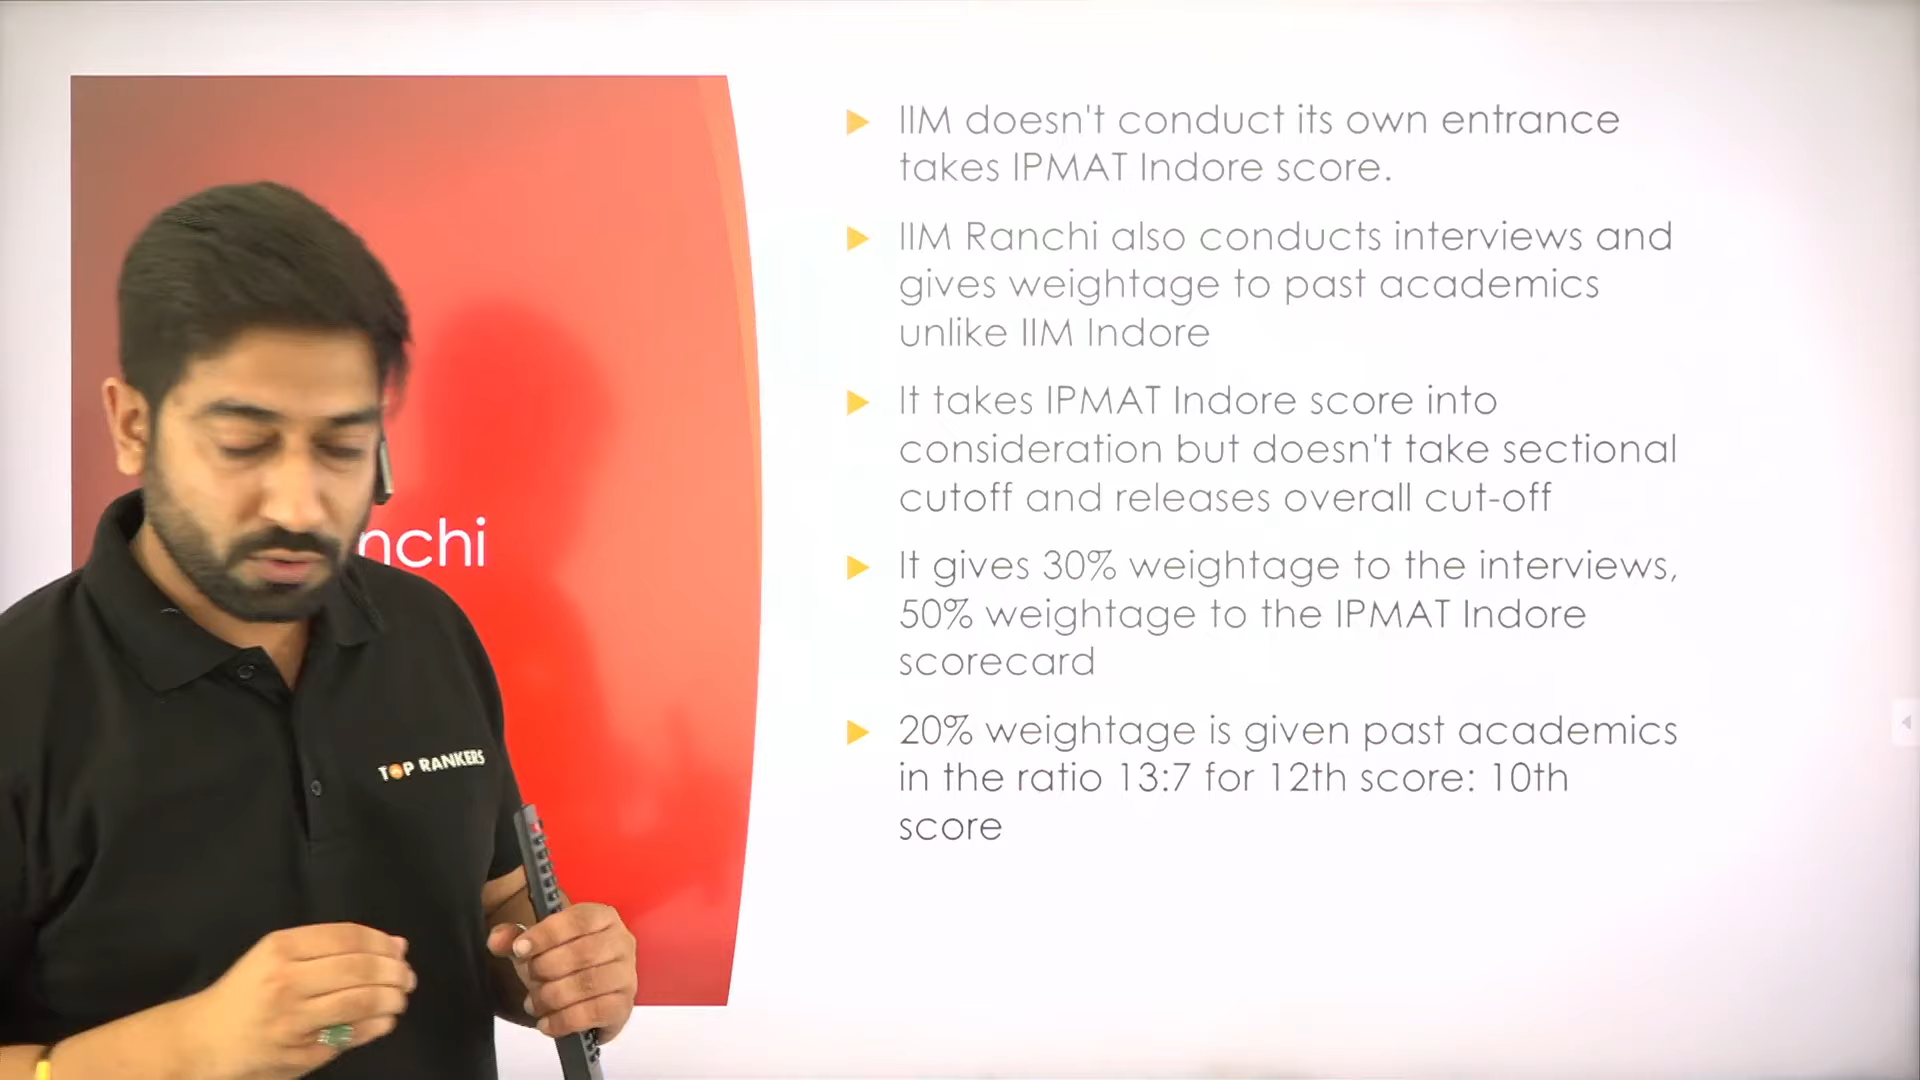 IIM doesn't conduct its own entrance
takes IPMAT Indore score.
IIM Ranchi also conducts interviews and
gives weightage to past academics
unlike IIM Indore
It takes IPMAT Indore score into
consideration but doesn't take sectional
cutoff and releases overall cut-off
It gives 30% weightage to the interviews,
50% weightage to the IPMAT Indore
scorecard
20% weightage is given past academics
in the ratio 13:7 for 12th score: 10th
score
nchi
TOP RANKERS